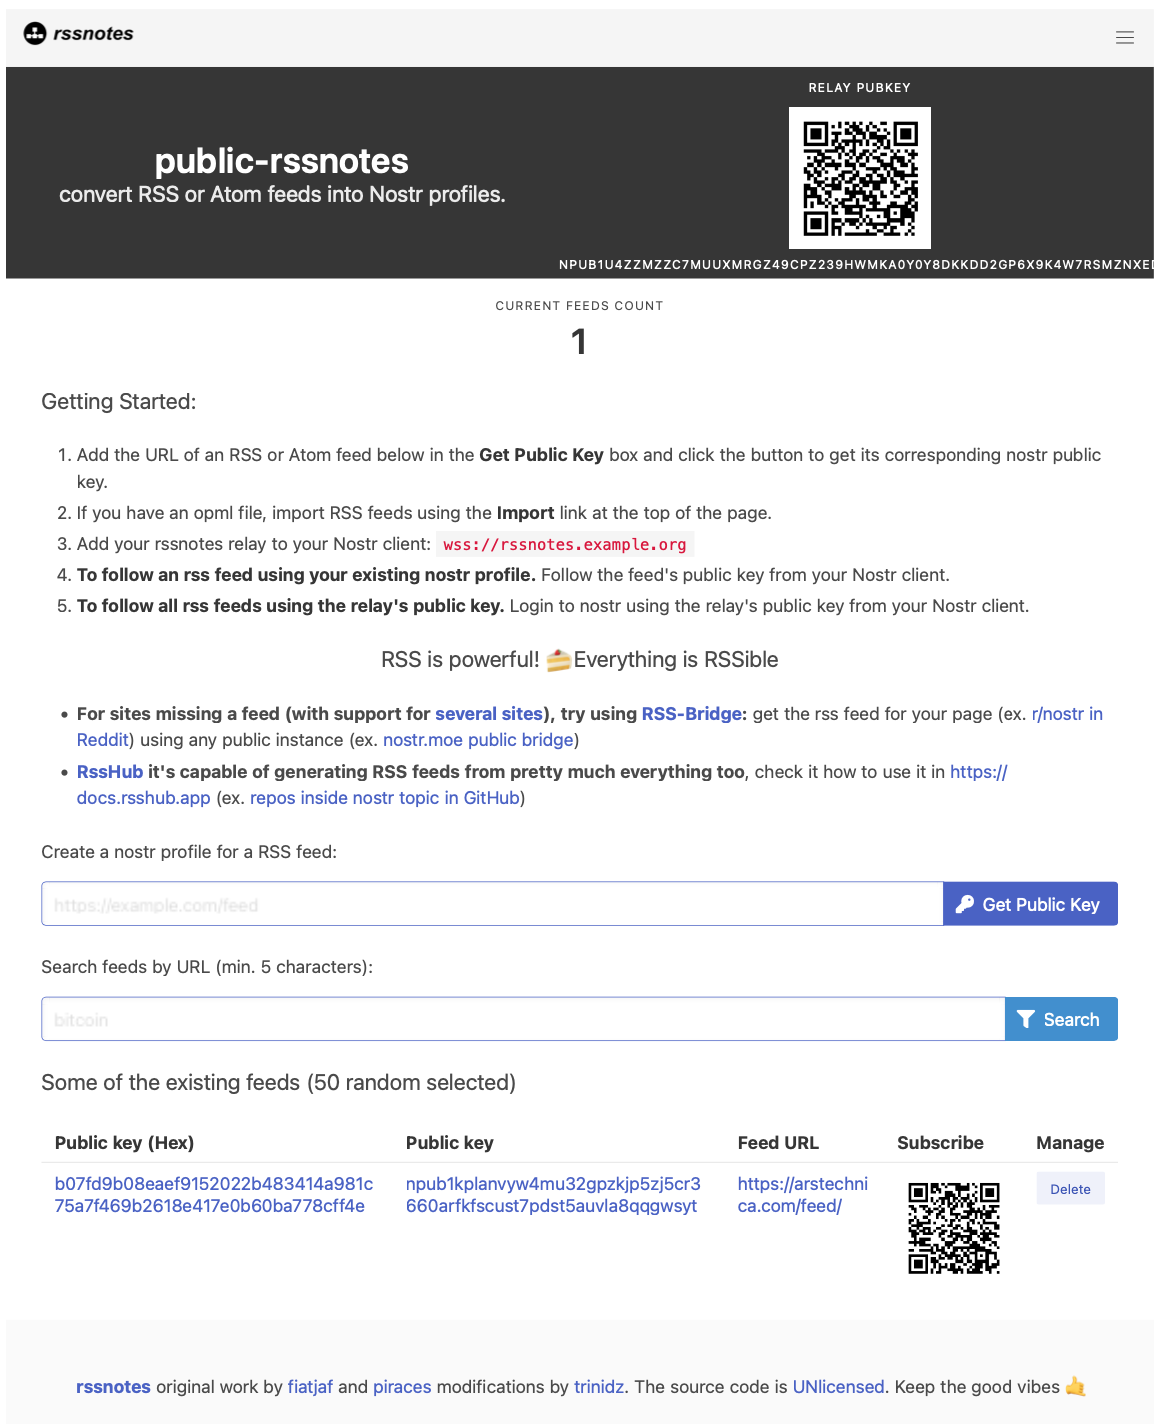 rssnotes
RELAY PUBKEY
public-rssnotes
convert RSS or Atom feeds into Nostr profiles.
NPUB1U4ZZMZZC7MUUXMRGZ49CPZ239HWMKA0Y0Y8DKKDD2GP6X9K4W7RSMZNXED
CURRENT FEEDS COUNT
1
Getting Started:
1. Add the URL of an RSS or Atom feed below in the Get Public Key box and click the button to get its corresponding nostr public
key.
2. If you have an opml file, import RSS feeds using the Import link at the top of the page.
3. Add your rssnotes relay to your Nostr client: wss://rssnotes.example.org
4. To follow an rss feed using your existing nostr profile. Follow the feed's public key from your Nostr client.
5. To follow all rss feeds using the relay's public key. Login to nostr using the relay's public key from your Nostr client.
RSS is powerful! 🍰Everything is RSSible
• For sites missing a feed (with support for several sites), try using RSS-Bridge: get the rss feed for your page (ex. r/nostr in
Reddit) using any public instance (ex. nostr.moe public bridge)
• RssHub it's capable of generating RSS feeds from pretty much everything too, check it how to use it in https://
docs.rsshub.app (ex. repos inside nostr topic in GitHub)
Create a nostr profile for a RSS feed:
https://example.com/feed
Get Public Key
Search feeds by URL (min. 5 characters):
bitcoin
Search
Some of the existing feeds (50 random selected)
Public key (Hex) Public key Feed URL Subscribe Manage
b07fd9b08eaef9152022b483414a981c npub1kplanvyw4mu32gpzkjp5zj5cr3 https://arstechni Delete
75a7f469b2618e417e0b60ba778cff4e 660arfkfscust7pdst5auvla8qqgwsyt ca.com/feed/
rssnotes original work by fiatjaf and piraces modifications by trinidz. The source code is UNlicensed. Keep the good vibes 🤙